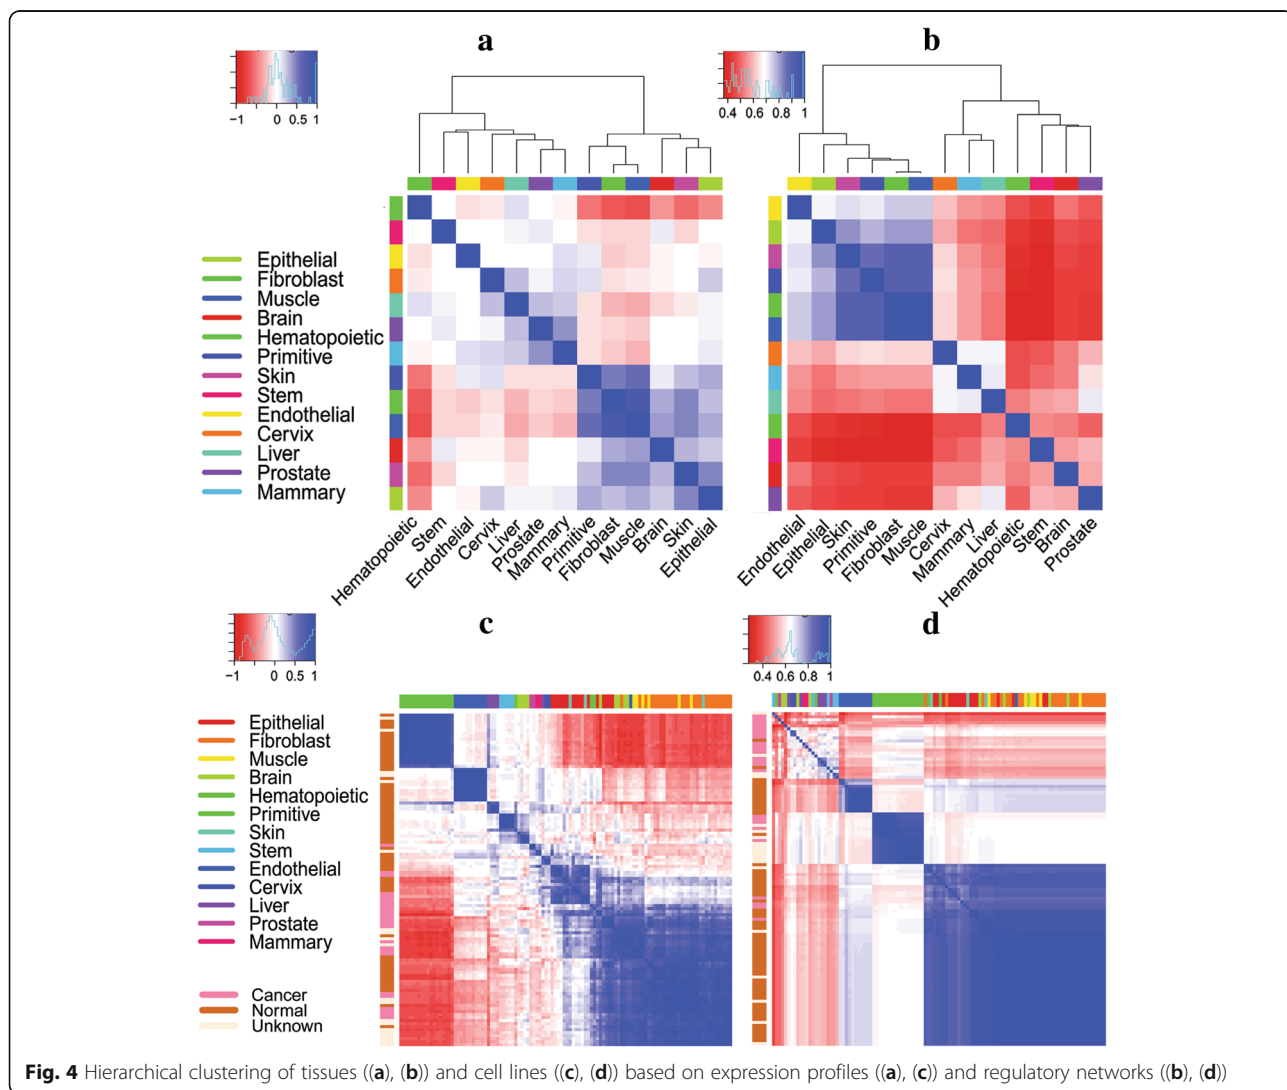 a
b
-1 0 0.5 1
0.4 0.6 0.8 1
Epithelial
Fibroblast
Muscle
Brain
Hematopoietic
Primitive
Skin
Stem
Endothelial
Cervix
Liver
Prostate
Mammary
Hematopoietic
Stem
Endothelial
Cervix
Liver
Prostate
Mammary
Primitive
Fibroblast
Muscle
Brain
Skin
Epithelial
Endothelial
Epithelial
Skin
Primitive
Fibroblast
Muscle
Cervix
Mammary
Liver
Hematopoietic
Stem
Brain
Prostate
c
d
-1 0 0.5 1
0.4 0.6 0.8 1
Epithelial
Fibroblast
Muscle
Brain
Hematopoietic
Primitive
Skin
Stem
Endothelial
Cervix
Liver
Prostate
Mammary
Cancer
Normal
Unknown
Fig. 4 Hierarchical clustering of tissues ((a), (b)) and cell lines ((c), (d)) based on expression profiles ((a), (c)) and regulatory networks ((b), (d))